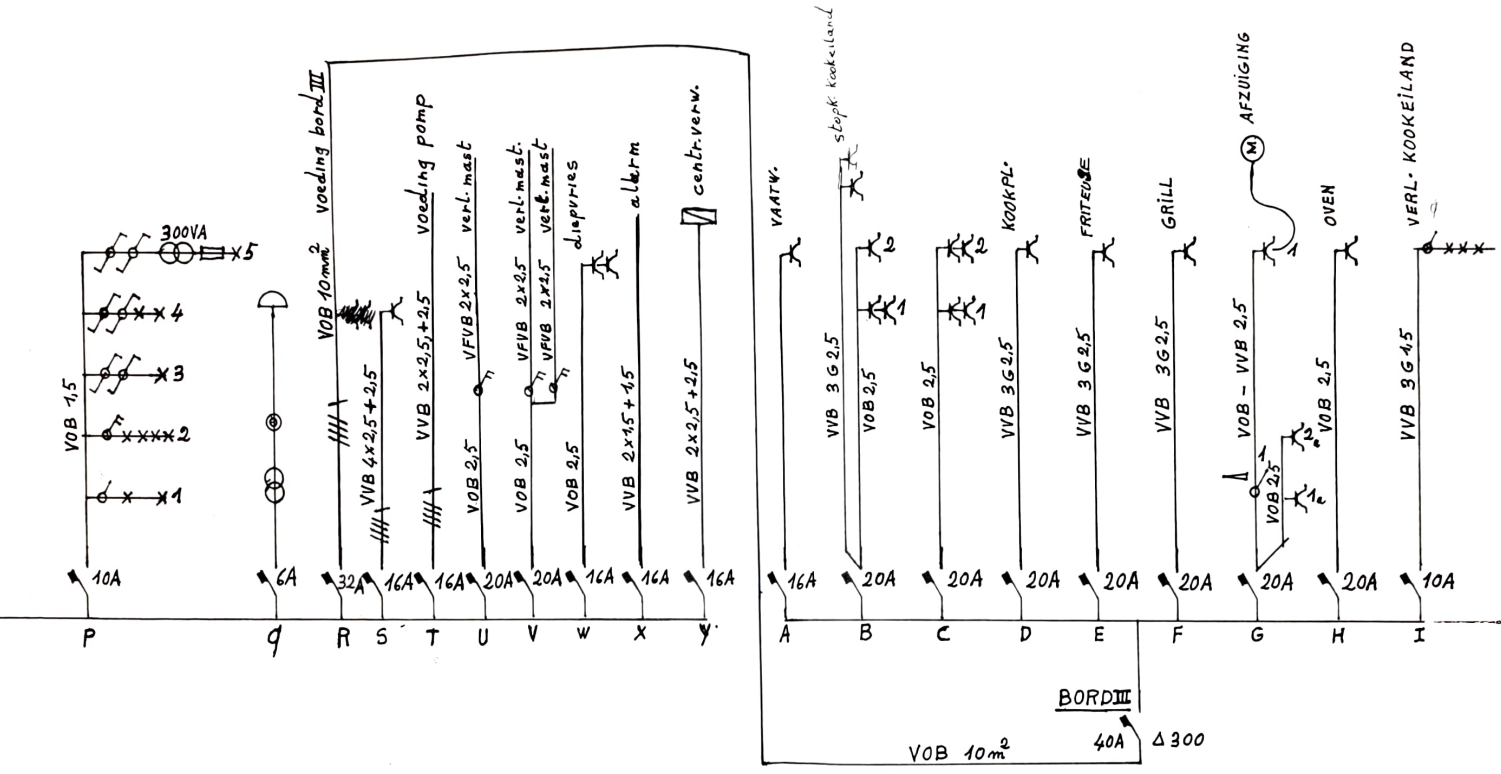 voeding bord III
VOB 10mm²
300VA
5
4
3
2
1
VOB 1,5
10A
P
6A
q
32A
R
VVB 4x2,5+2,5
16A
S
voeding pomp
VVB 2x2,5+2,5
16A
T
verl. mast
VFVB 2x2,5
VOB 2,5
20A
U
verl. mast.
verl. mast
VFVB 2x2,5
VFVB 2x2,5
VOB 2,5
20A
V
diepvries
VOB 2,5
16A
W
alarm
VVB 2x1,5+1,5
16A
X
centr. verw.
VVB 2x2,5+2,5
16A
Y
VAATW.
16A
A
stopk. kookeiland
2
1
VVB 3G2,5
VOB 2,5
20A
B
2
1
VOB 2,5
20A
C
KOOKPL.
VVB 3G2,5
20A
D
FRITEUSE
VVB 3G2,5
20A
E
GRILL
VVB 3G2,5
20A
F
AFZUIGING
M
1
VOB - VVB 2,5
2a
1
1a
VOB 2,5
20A
G
OVEN
VOB 2,5
20A
H
VERL. KOOKEILAND
VVB 3G1,5
10A
I
BORD III
40A Δ300
VOB 10m²